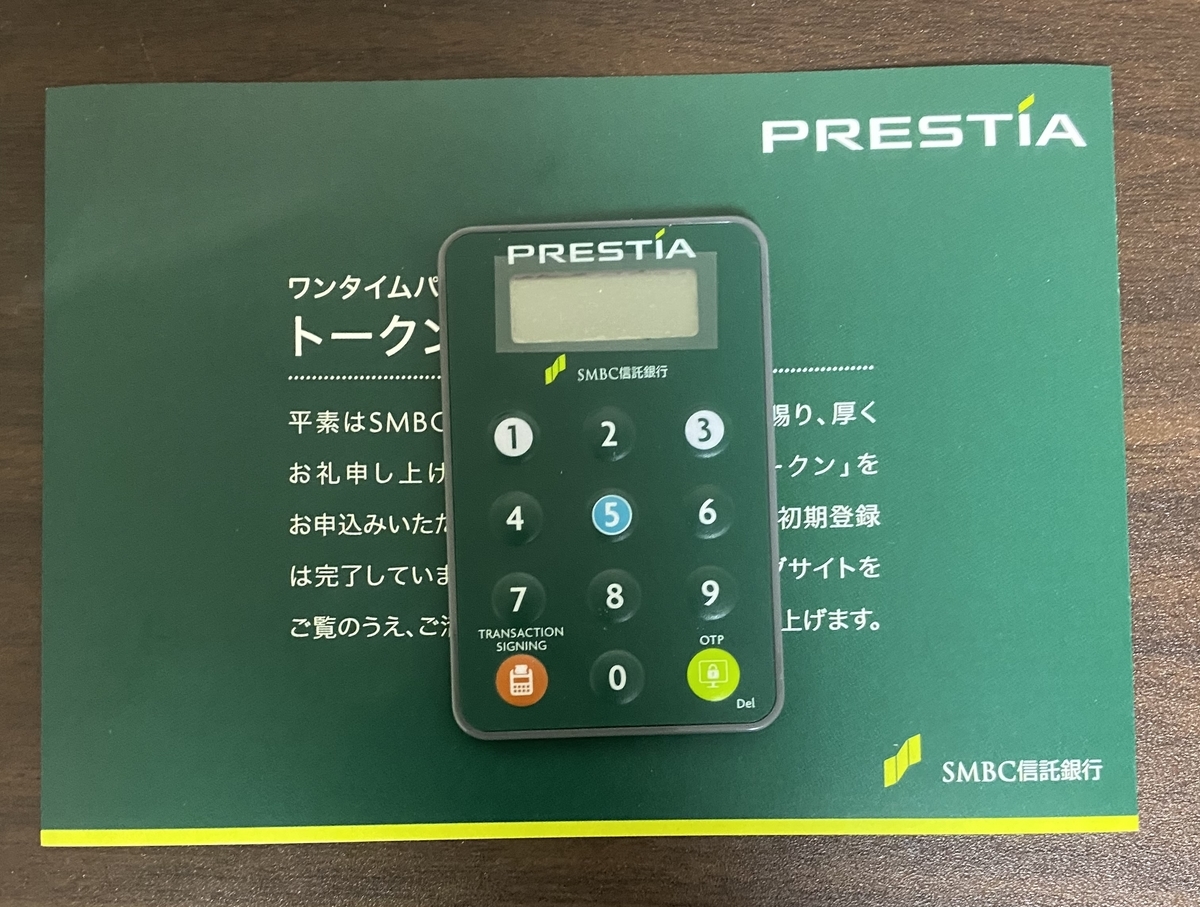 PRESTIA
ワンタイムパ
トークン
平素はSMBC
賜り、厚く
お礼申し上げ
ークン」を
お申込みいただ
初期登録
は完了していま
ブサイトを
ご覧のうえ、ご活
上げます。
PRESTIA
SMBC信託銀行
1 2 3
4 5 6
7 8 9
TRANSACTION
SIGNING
OTP
0
Del
SMBC信託銀行